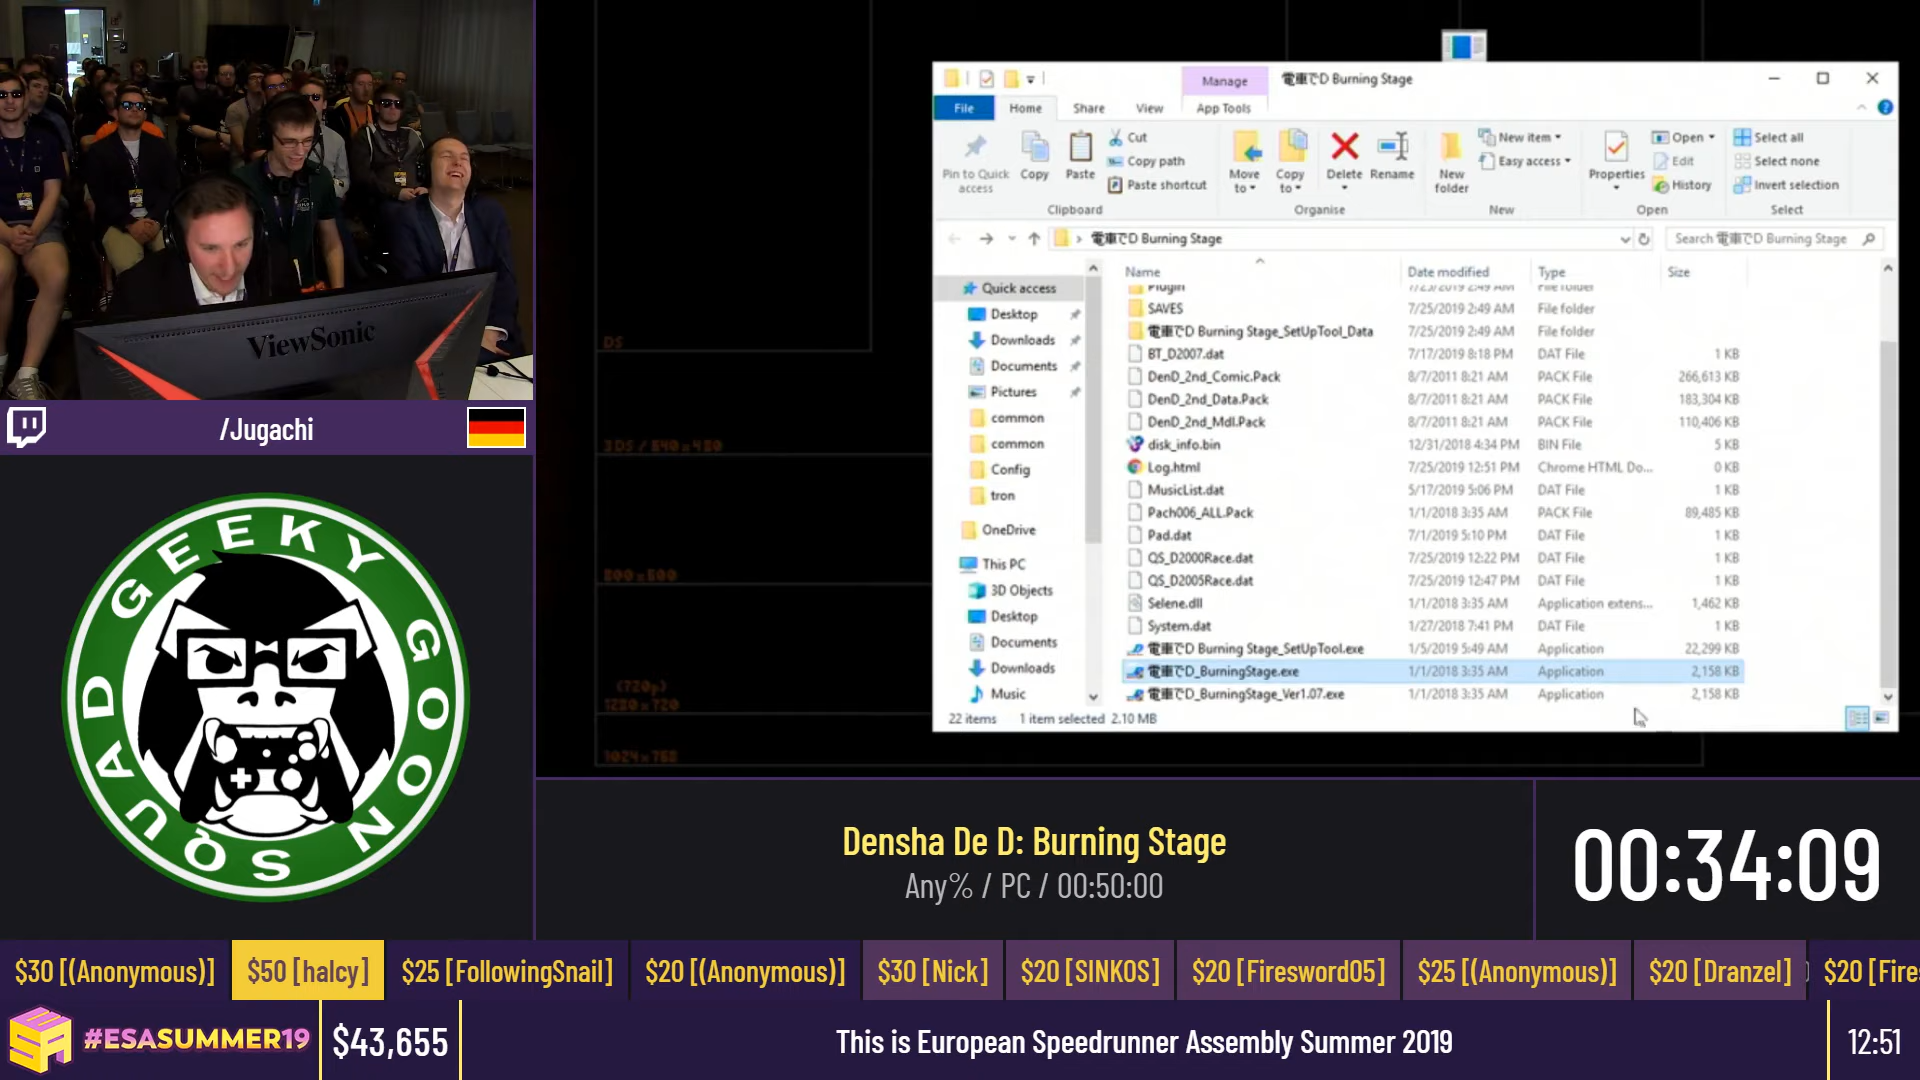 ViewSonic
/Jugachi
GEEKY GOON SQUAD
DS
3DS / 640x480
800x600
(720p)
1280x720
1024x768
Manage
電車でD Burning Stage
File
Home
Share
View
App Tools
Pin to Quick access
Copy
Paste
Cut
Copy path
Paste shortcut
Clipboard
Move to
Copy to
Delete
Rename
Organise
New folder
New item
Easy access
New
Properties
Open
Edit
History
Open
Select all
Select none
Invert selection
Select
電車でD Burning Stage
Search 電車でD Burning Stage
Quick access
Desktop
Downloads
Documents
Pictures
common
common
Config
tron
OneDrive
This PC
3D Objects
Desktop
Documents
Downloads
Music
Name Date modified Type Size
Plugin 7/25/2019 2:49 AM File folder
SAVES 7/25/2019 2:49 AM File folder
電車でD Burning Stage_SetUpTool_Data 7/25/2019 2:49 AM File folder
BT_D2007.dat 7/17/2019 8:18 PM DAT File 1 KB
DenD_2nd_Comic.Pack 8/7/2011 8:21 AM PACK File 266,613 KB
DenD_2nd_Data.Pack 8/7/2011 8:21 AM PACK File 183,304 KB
DenD_2nd_Mdl.Pack 8/7/2011 8:21 AM PACK File 110,406 KB
disk_info.bin 12/31/2018 4:34 PM BIN File 5 KB
Log.html 7/25/2019 12:51 PM Chrome HTML Do... 0 KB
MusicList.dat 5/17/2019 5:06 PM DAT File 1 KB
Pach006_ALL.Pack 1/1/2018 3:35 AM PACK File 89,485 KB
Pad.dat 7/1/2019 5:10 PM DAT File 1 KB
QS_D2000Race.dat 7/25/2019 12:22 PM DAT File 1 KB
QS_D2005Race.dat 7/25/2019 12:47 PM DAT File 1 KB
Selene.dll 1/1/2018 3:35 AM Application extens... 1,462 KB
System.dat 1/27/2018 7:41 PM DAT File 1 KB
電車でD Burning Stage_SetUpTool.exe 1/5/2019 5:49 AM Application 22,299 KB
電車でD_BurningStage.exe 1/1/2018 3:35 AM Application 2,158 KB
電車でD_BurningStage_Ver1.07.exe 1/1/2018 3:35 AM Application 2,158 KB
22 items 1 item selected 2.10 MB
Densha De D: Burning Stage
Any% / PC / 00:50:00
00:34:09
$30 [(Anonymous)] $50 [halcy] $25 [FollowingSnail] $20 [(Anonymous)] $30 [Nick] $20 [SINKOS] $20 [Firesword05] $25 [(Anonymous)] $20 [Dranzel] $20 [Fires
#ESASUMMER19 $43,655 This is European Speedrunner Assembly Summer 2019 12:51